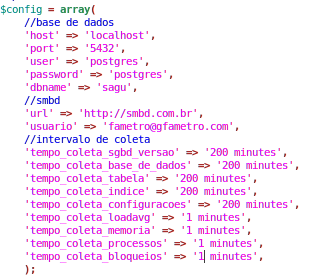 $config = array(
//base de dados
'host' => 'localhost',
'port' => '5432',
'user' => 'postgres',
'password' => 'postgres',
'dbname' => 'sagu',
//smbd
'url' => 'http://smbd.com.br',
'usuario' => 'fametro@gfametro.com',
//intervalo de coleta
'tempo_coleta_sgbd_versao' => '200 minutes',
'tempo_coleta_base_de_dados' => '200 minutes',
'tempo_coleta_tabela' => '200 minutes',
'tempo_coleta_indice' => '200 minutes',
'tempo_coleta_configuracoes' => '200 minutes',
'tempo_coleta_loadavg' => '1 minutes',
'tempo_coleta_memoria' => '1 minutes',
'tempo_coleta_processos' => '1 minutes',
'tempo_coleta_bloqueios' => '1 minutes',
);